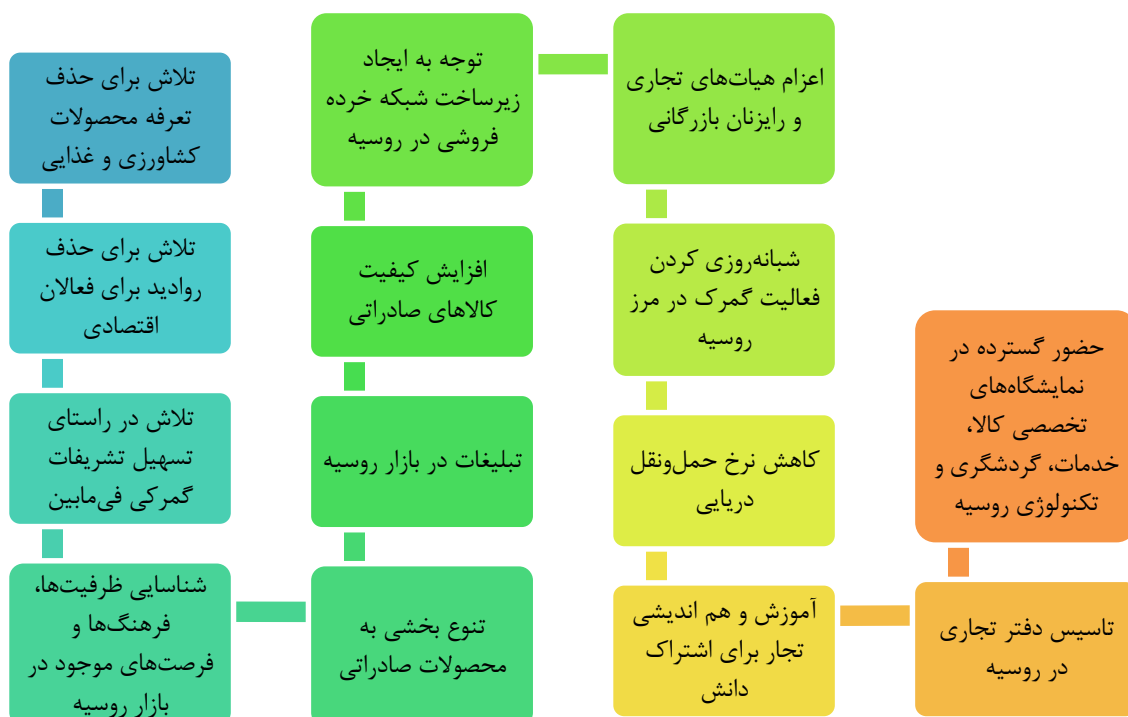 تلاش برای حذف
تعرفه محصولات
کشاورزی و غذایی
تلاش برای حذف
روادید برای فعالان
اقتصادی
تلاش در راستای
تسهیل تشریفات
گمرکی فی‌مابین
شناسایی ظرفیت‌ها،
فرهنگ‌ها و
فرصت‌های موجود در
بازار روسیه
تنوع بخشی به
محصولات صادراتی
تبلیغات در بازار روسیه
افزایش کیفیت
کالاهای صادراتی
توجه به ایجاد
زیرساخت شبکه خرده
فروشی در روسیه
اعزام هیات‌های تجاری
و رایزنان بازرگانی
شبانه‌روزی کردن
فعالیت گمرک در مرز
روسیه
کاهش نرخ حمل‌ونقل
دریایی
آموزش و هم اندیشی
تجار برای اشتراک
دانش
تاسیس دفتر تجاری
در روسیه
حضور گسترده در
نمایشگاه‌های
تخصصی کالا،
خدمات، گردشگری و
تکنولوژی روسیه